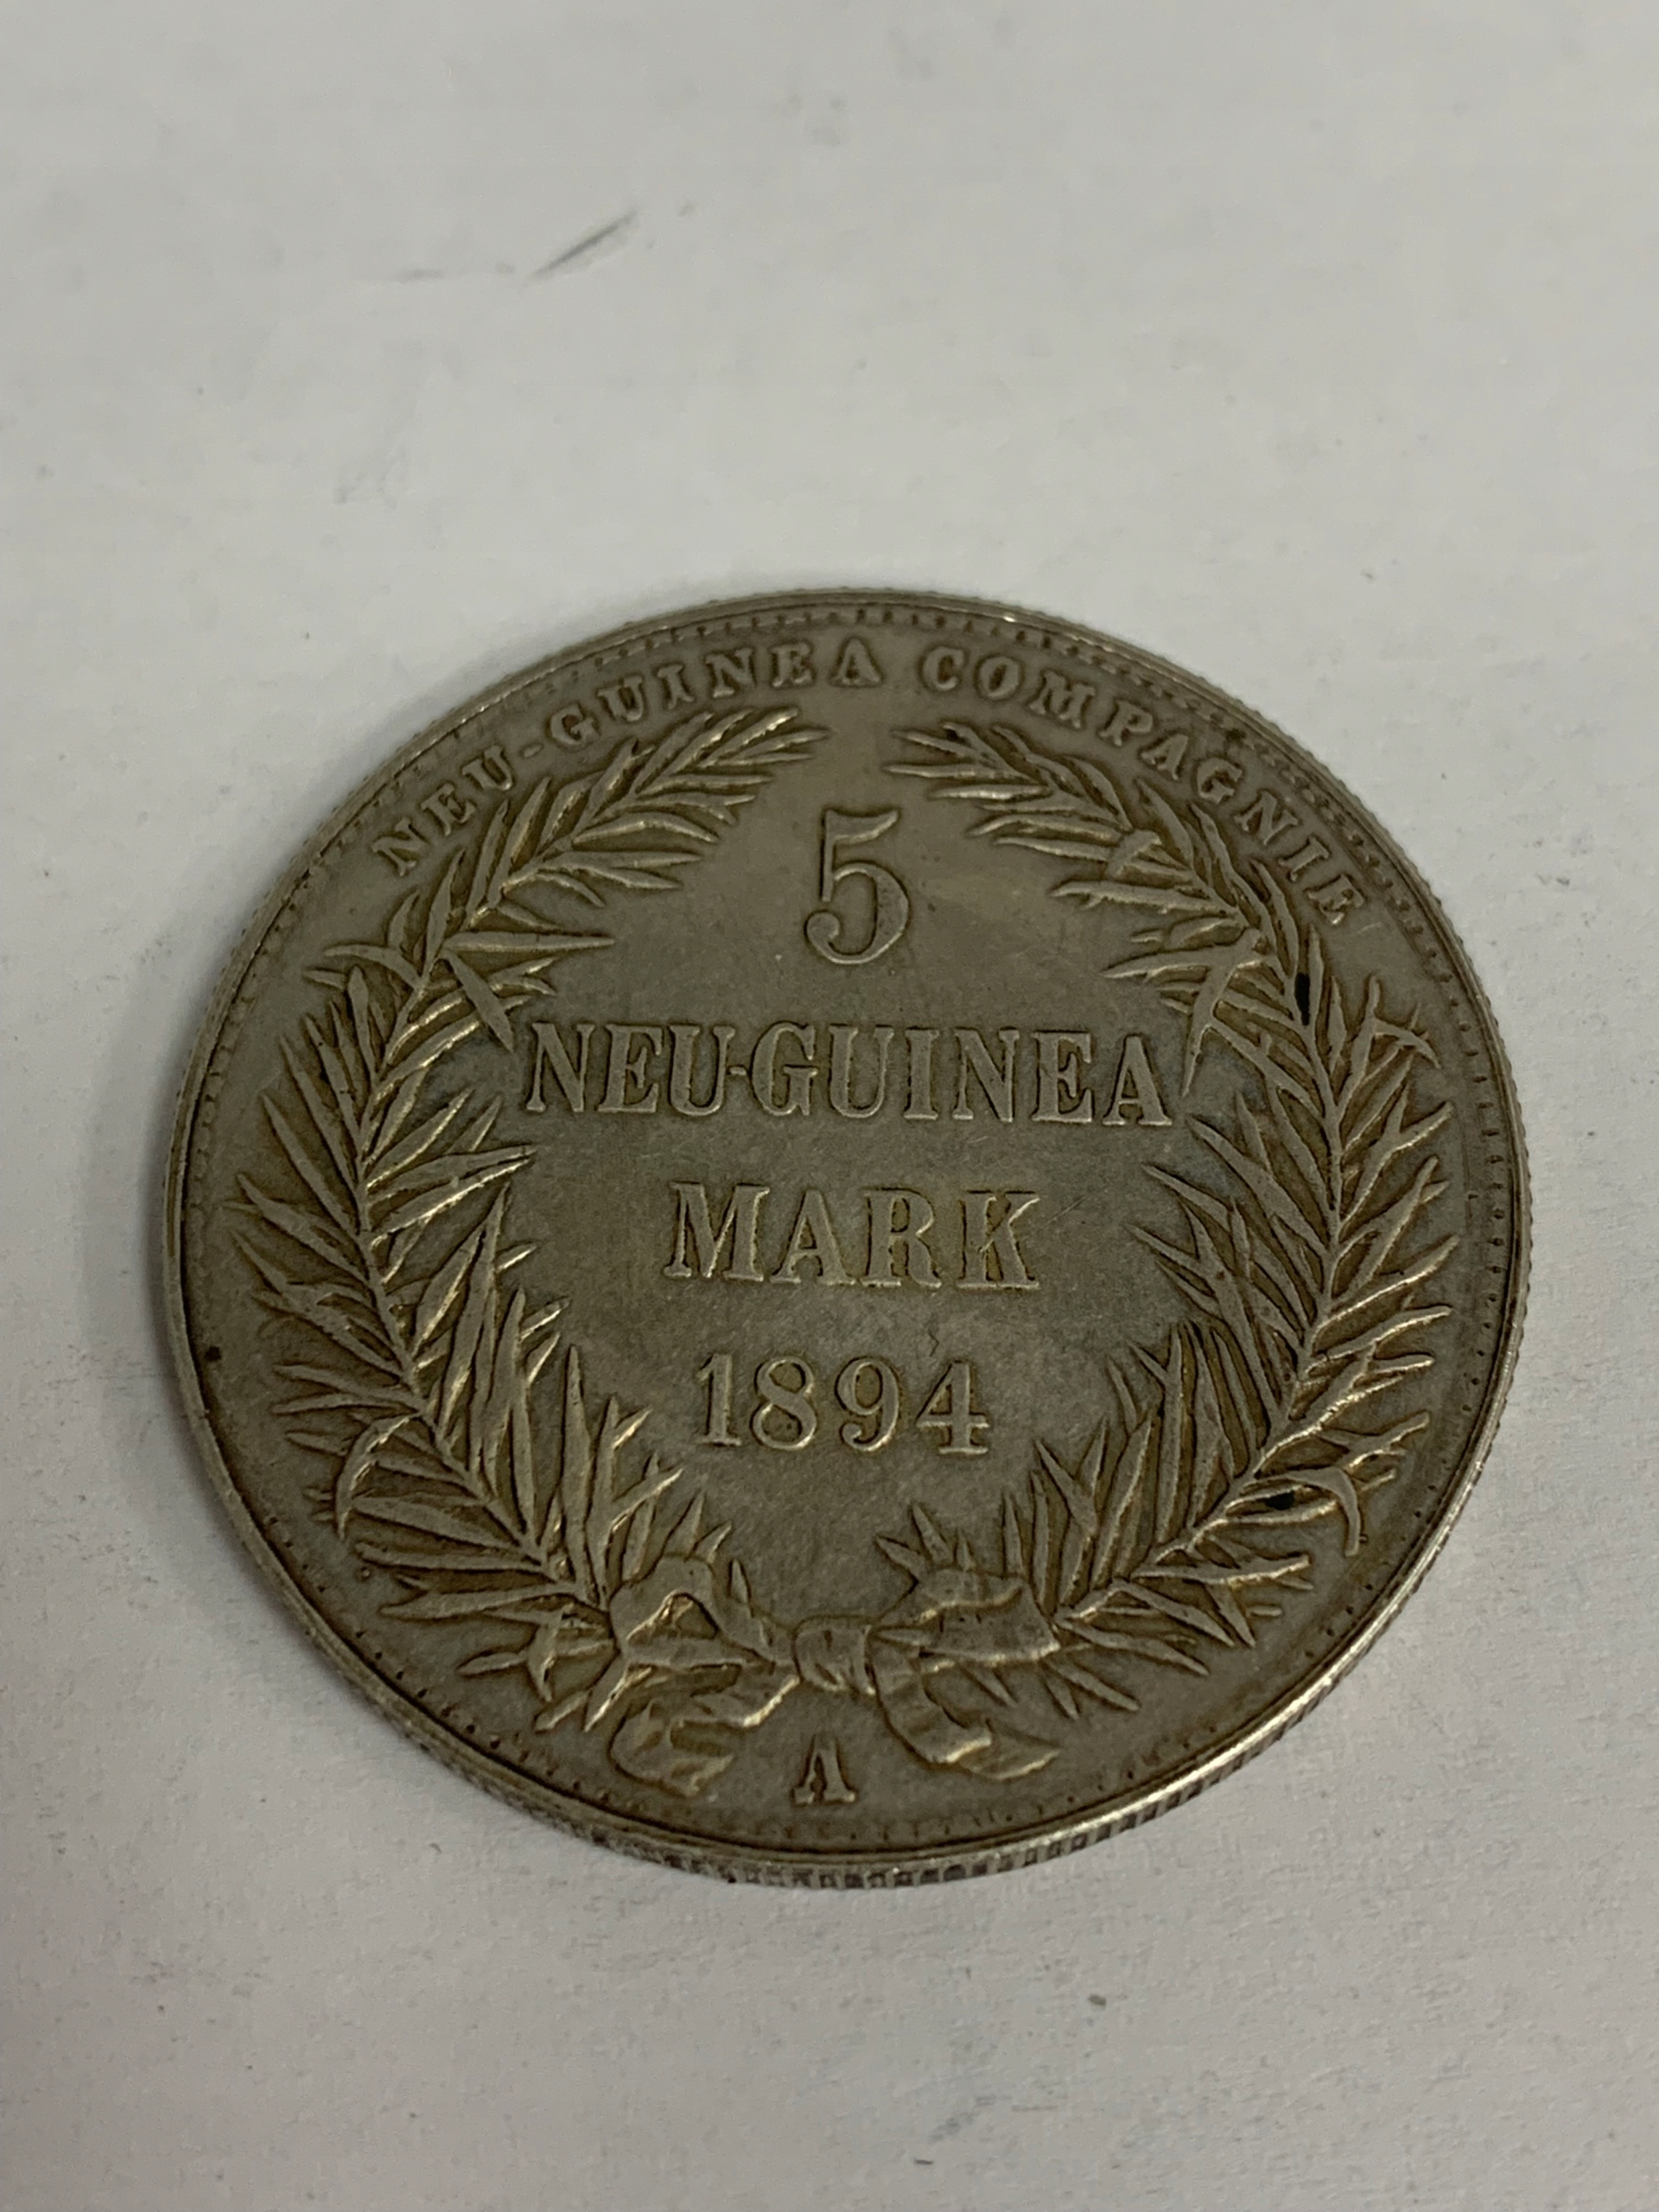 NEU-GUINEA COMPAGNIE
5
NEU-GUINEA
MARK
1894
A